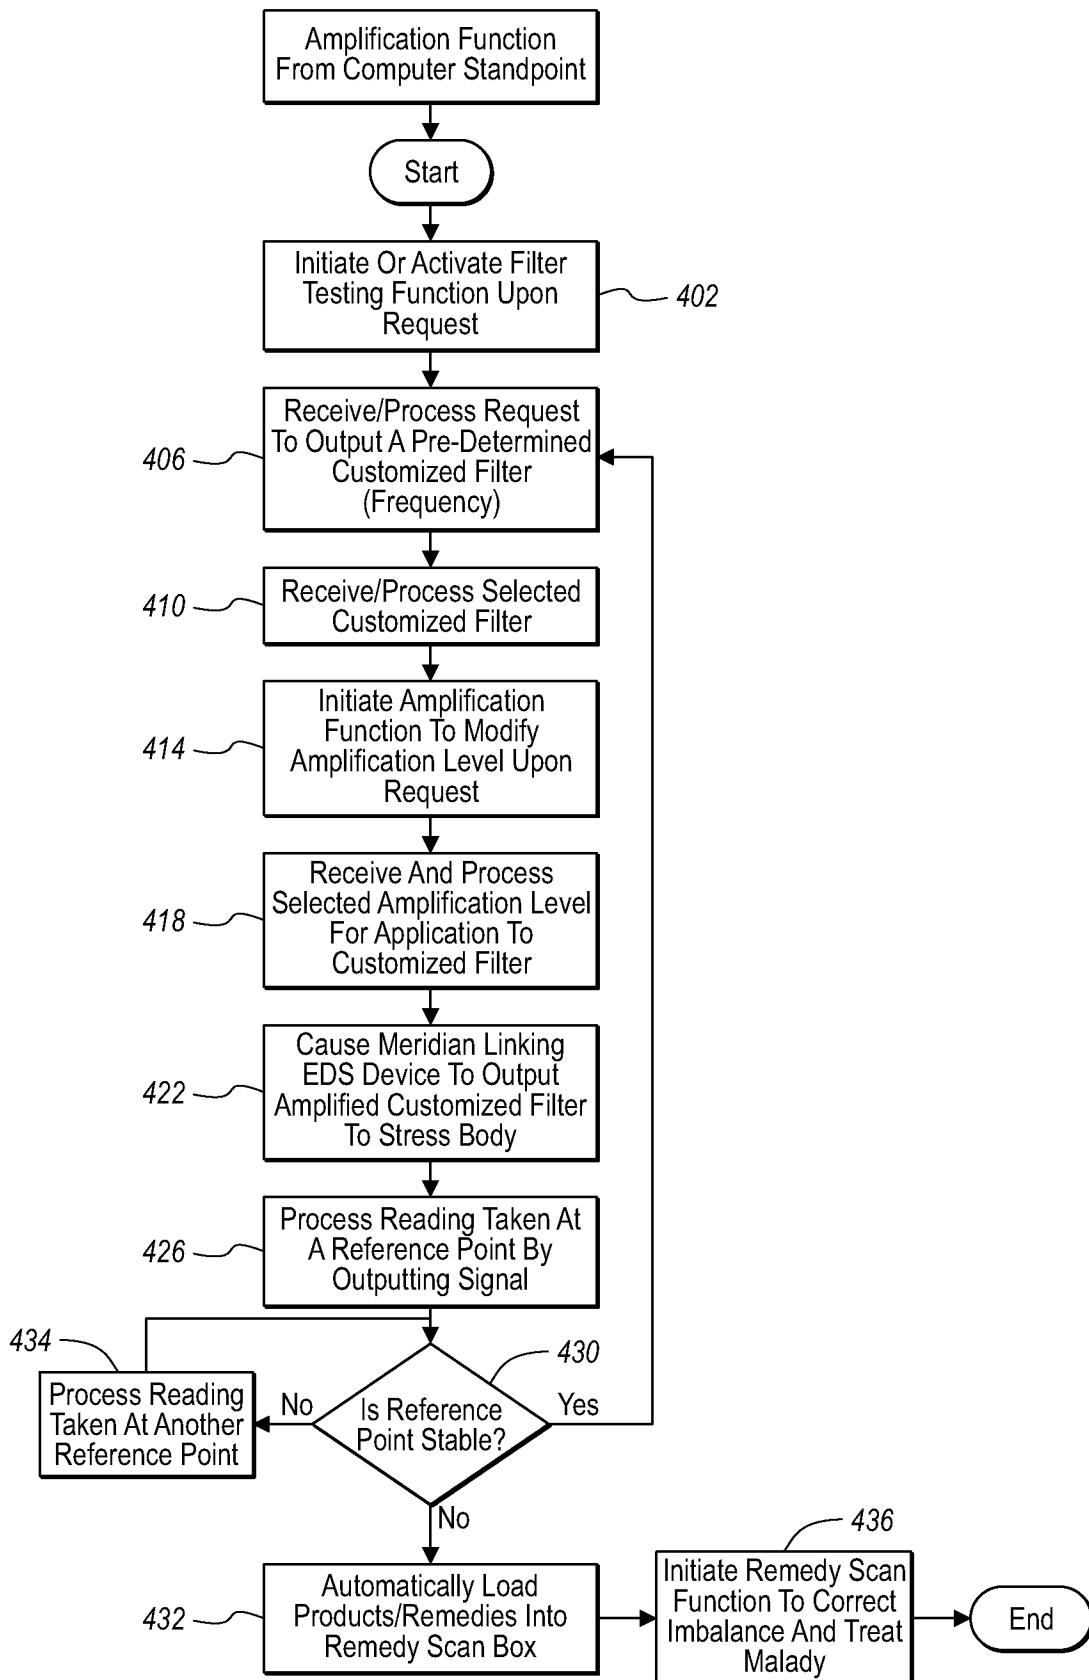 Amplification Function
From Computer Standpoint
Start
Initiate Or Activate Filter
Testing Function Upon
Request
402
Receive/Process Request
To Output A Pre-Determined
Customized Filter
(Frequency)
406
Receive/Process Selected
Customized Filter
410
Initiate Amplification
Function To Modify
Amplification Level Upon
Request
414
Receive And Process
Selected Amplification Level
For Application To
Customized Filter
418
Cause Meridian Linking
EDS Device To Output
Amplified Customized Filter
To Stress Body
422
Process Reading Taken At
A Reference Point By
Outputting Signal
426
434
430
Process Reading
Taken At Another
Reference Point
No
Is Reference
Point Stable?
Yes
No
Automatically Load
Products/Remedies Into
Remedy Scan Box
432
436
Initiate Remedy Scan
Function To Correct
Imbalance And Treat
Malady
End